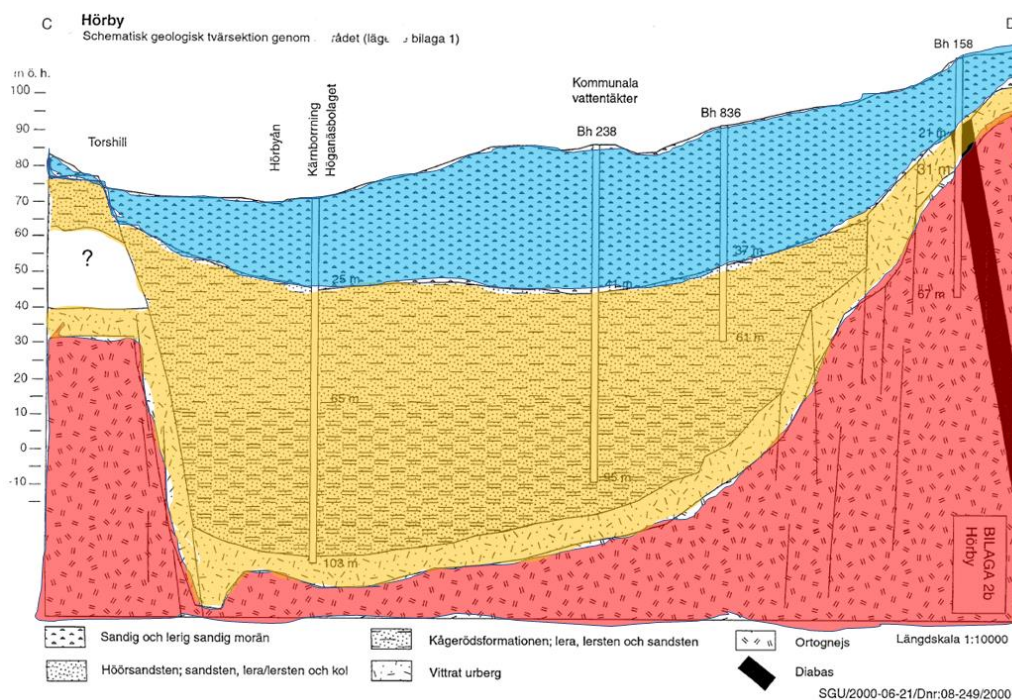 C
Hörby
D
Schematisk geologisk tvärsektion genom rådet (läge bilaga 1)
m ö. h.
100
90
80
70
60
50
40
30
20
10
0
-10
Torshill
Hörbyån
Kärnborrning
Höganäsbolaget
Kommunala
vattentäkter
Bh 238
Bh 836
Bh 158
?
25 m
65 m
103 m
41 m
95 m
37 m
61 m
21 m
31 m
67 m
BILAGA 2b
Hörby
Sandig och lerig sandig morän
Höörsandsten; sandsten, lera/lersten och kol
Kågerödsformationen; lera, lersten och sandsten
Vittrat urberg
Ortognejs
Diabas
Längdskala 1:10000
SGU/2000-06-21/Dnr:08-249/2000